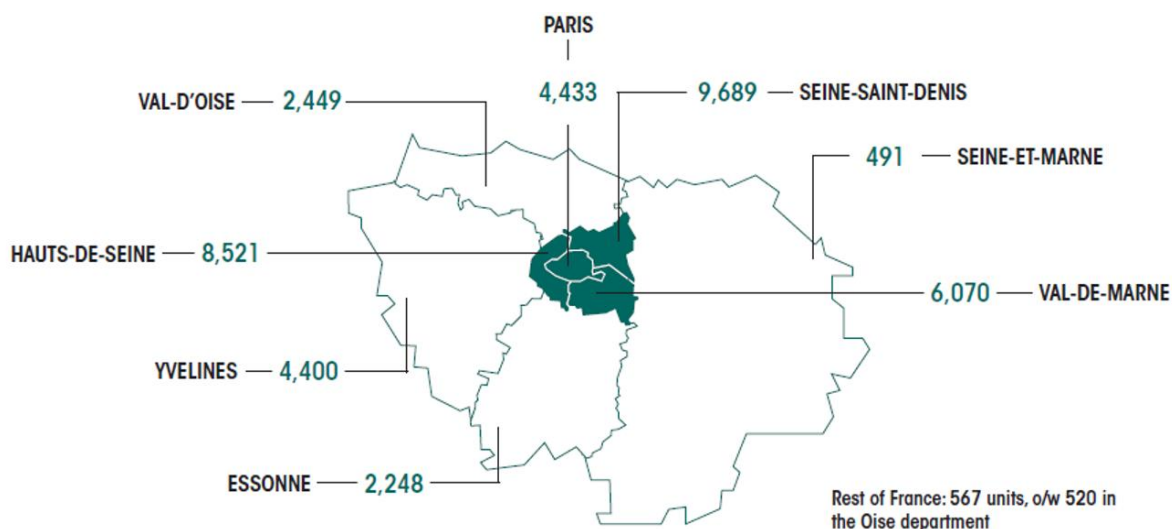 PARIS
4,433
VAL-D'OISE 2,449
9,689 SEINE-SAINT-DENIS
491 SEINE-ET-MARNE
HAUTS-DE-SEINE 8,521
6,070 VAL-DE-MARNE
YVELINES 4,400
ESSONNE 2,248
Rest of France: 567 units, o/w 520 in
the Oise department